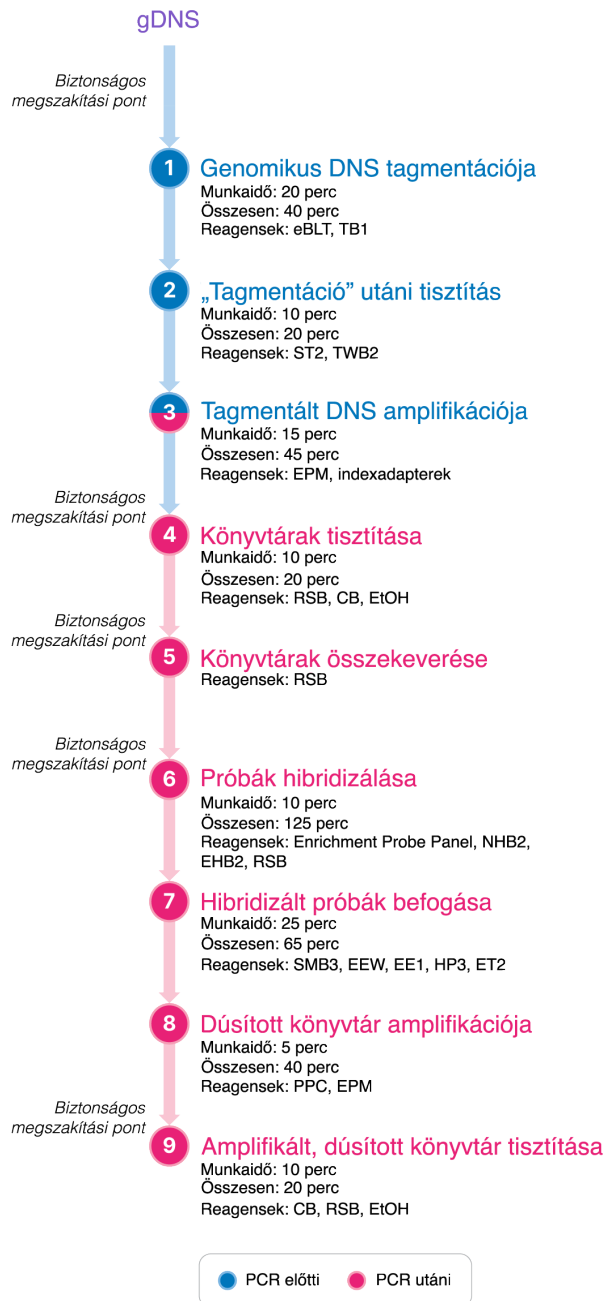 gDNS
Biztonságos
megszakítási pont
1
Genomikus DNS tagmentációja
Munkaidő: 20 perc
Összesen: 40 perc
Reagensek: eBLT, TB1
2
„Tagmentáció” utáni tisztítás
Munkaidő: 10 perc
Összesen: 20 perc
Reagensek: ST2, TWB2
3
Tagmentált DNS amplifikációja
Munkaidő: 15 perc
Összesen: 45 perc
Reagensek: EPM, indexadapterek
Biztonságos
megszakítási pont
4
Könyvtárak tisztítása
Munkaidő: 10 perc
Összesen: 20 perc
Reagensek: RSB, CB, EtOH
Biztonságos
megszakítási pont
5
Könyvtárak összekeverése
Reagensek: RSB
Biztonságos
megszakítási pont
6
Próbák hibridizálása
Munkaidő: 10 perc
Összesen: 125 perc
Reagensek: Enrichment Probe Panel, NHB2,
EHB2, RSB
7
Hibridizált próbák befogása
Munkaidő: 25 perc
Összesen: 65 perc
Reagensek: SMB3, EEW, EE1, HP3, ET2
8
Dúsított könyvtár amplifikációja
Munkaidő: 5 perc
Összesen: 40 perc
Reagensek: PPC, EPM
Biztonságos
megszakítási pont
9
Amplifikált, dúsított könyvtár tisztítása
Munkaidő: 10 perc
Összesen: 20 perc
Reagensek: CB, RSB, EtOH
PCR előtti
PCR utáni